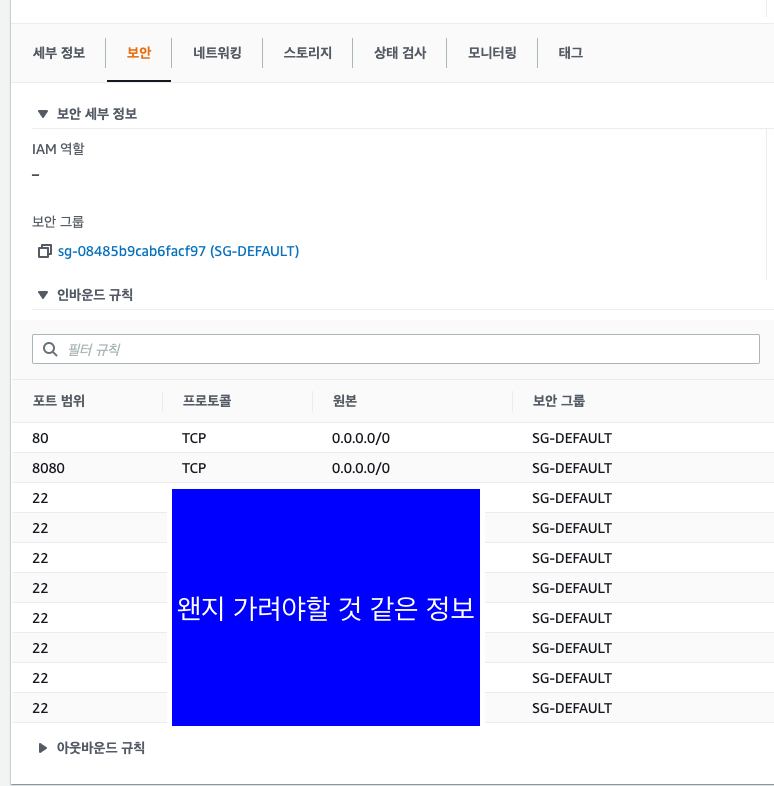 세부 정보 보안 네트워킹 스토리지 상태 검사 모니터링 태그
보안 세부 정보
IAM 역할
–
보안 그룹
sg-08485b9cab6facf97 (SG-DEFAULT)
인바운드 규칙
필터 규칙
포트 범위 프로토콜 원본 보안 그룹
80 TCP 0.0.0.0/0 SG-DEFAULT
8080 TCP 0.0.0.0/0 SG-DEFAULT
22 SG-DEFAULT
22 SG-DEFAULT
22 SG-DEFAULT
22 SG-DEFAULT
왠지 가려야할 것 같은 정보
22 SG-DEFAULT
22 SG-DEFAULT
22 SG-DEFAULT
22 SG-DEFAULT
아웃바운드 규칙